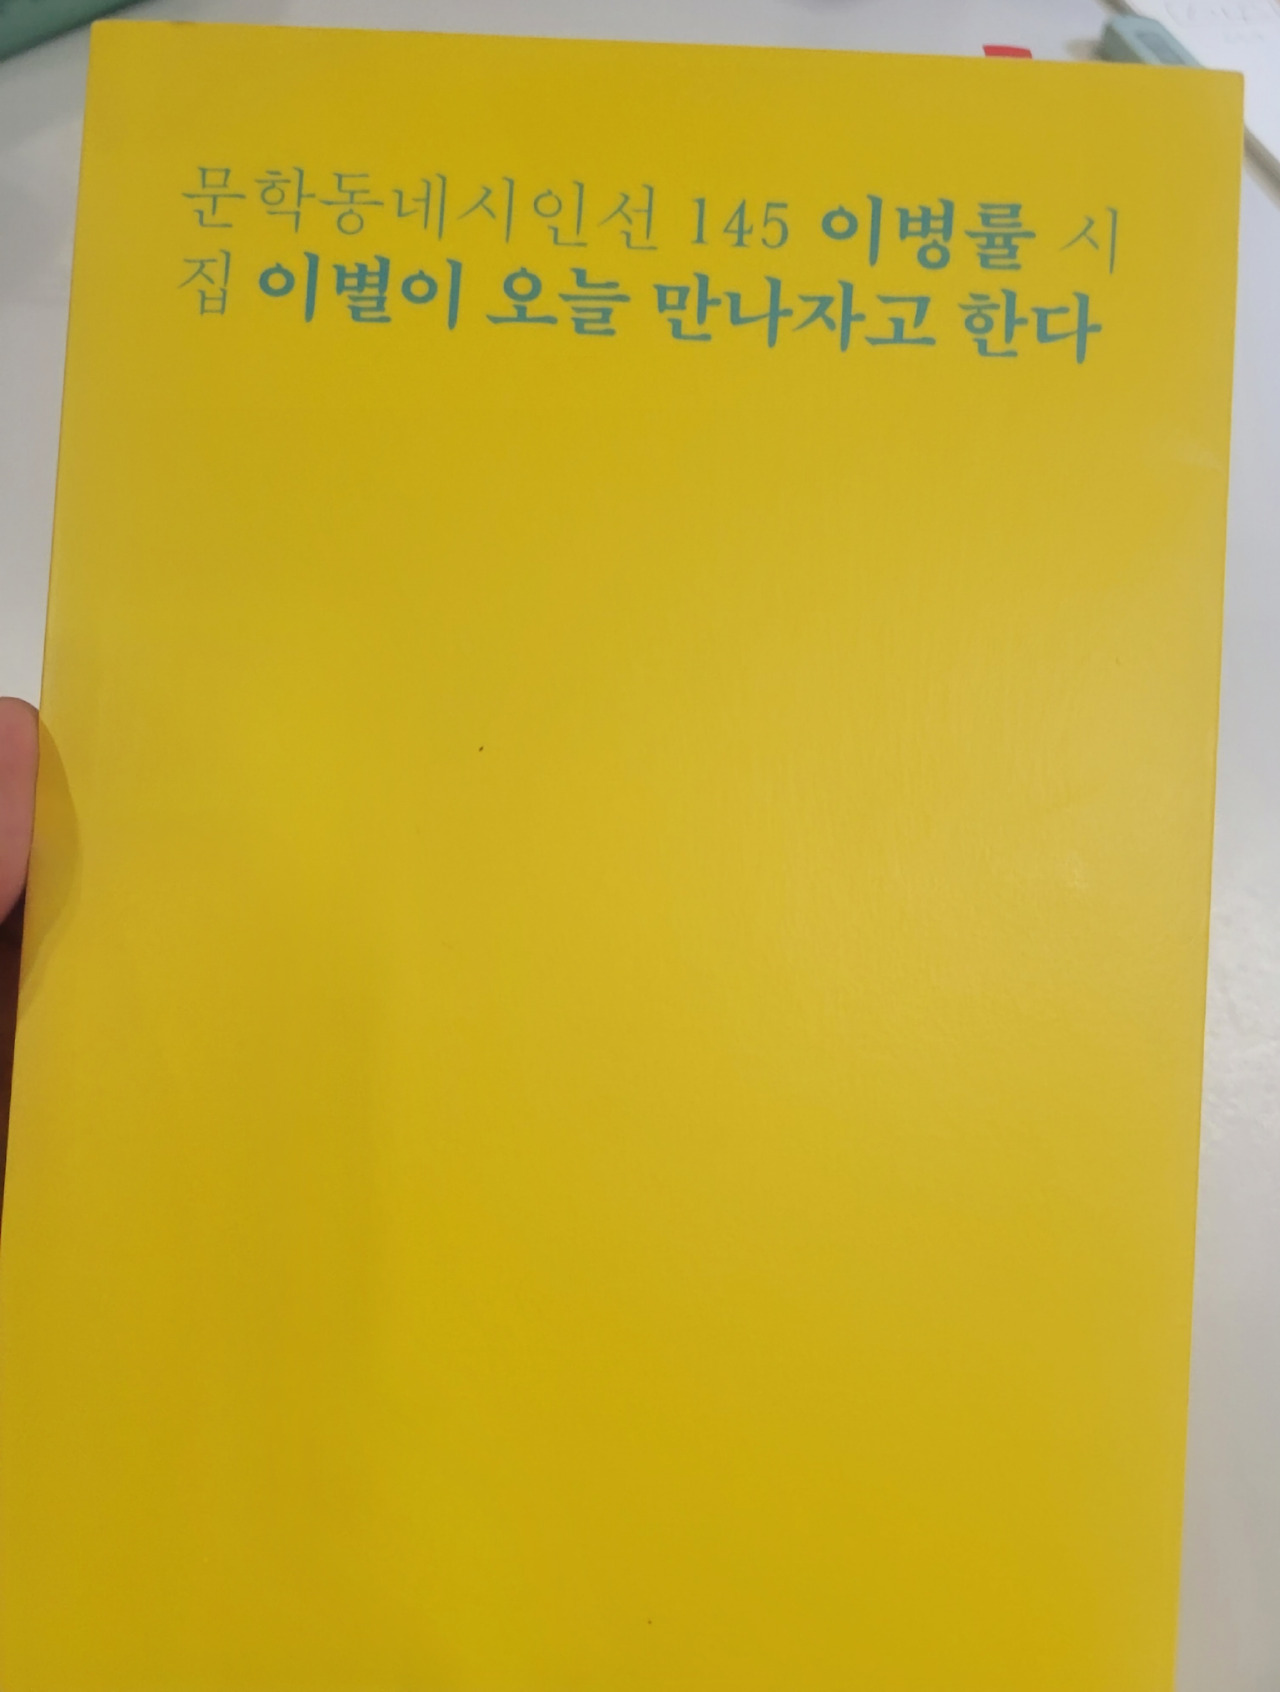 문학동네시인선 145 이병률 시
집 이별이 오늘 만나자고 한다